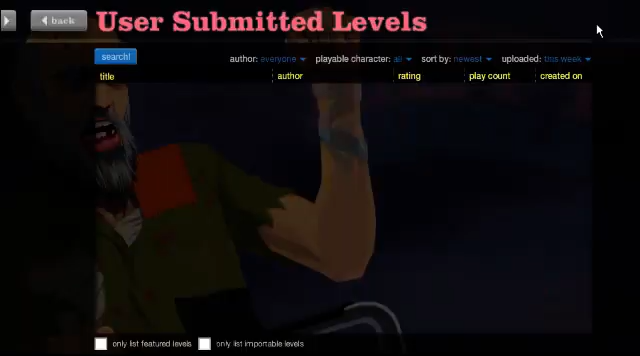 back
User Submitted Levels
search!
author: everyone playable character: all sort by: newest uploaded: this week
title author rating play count created on
only list featured levels only list importable levels